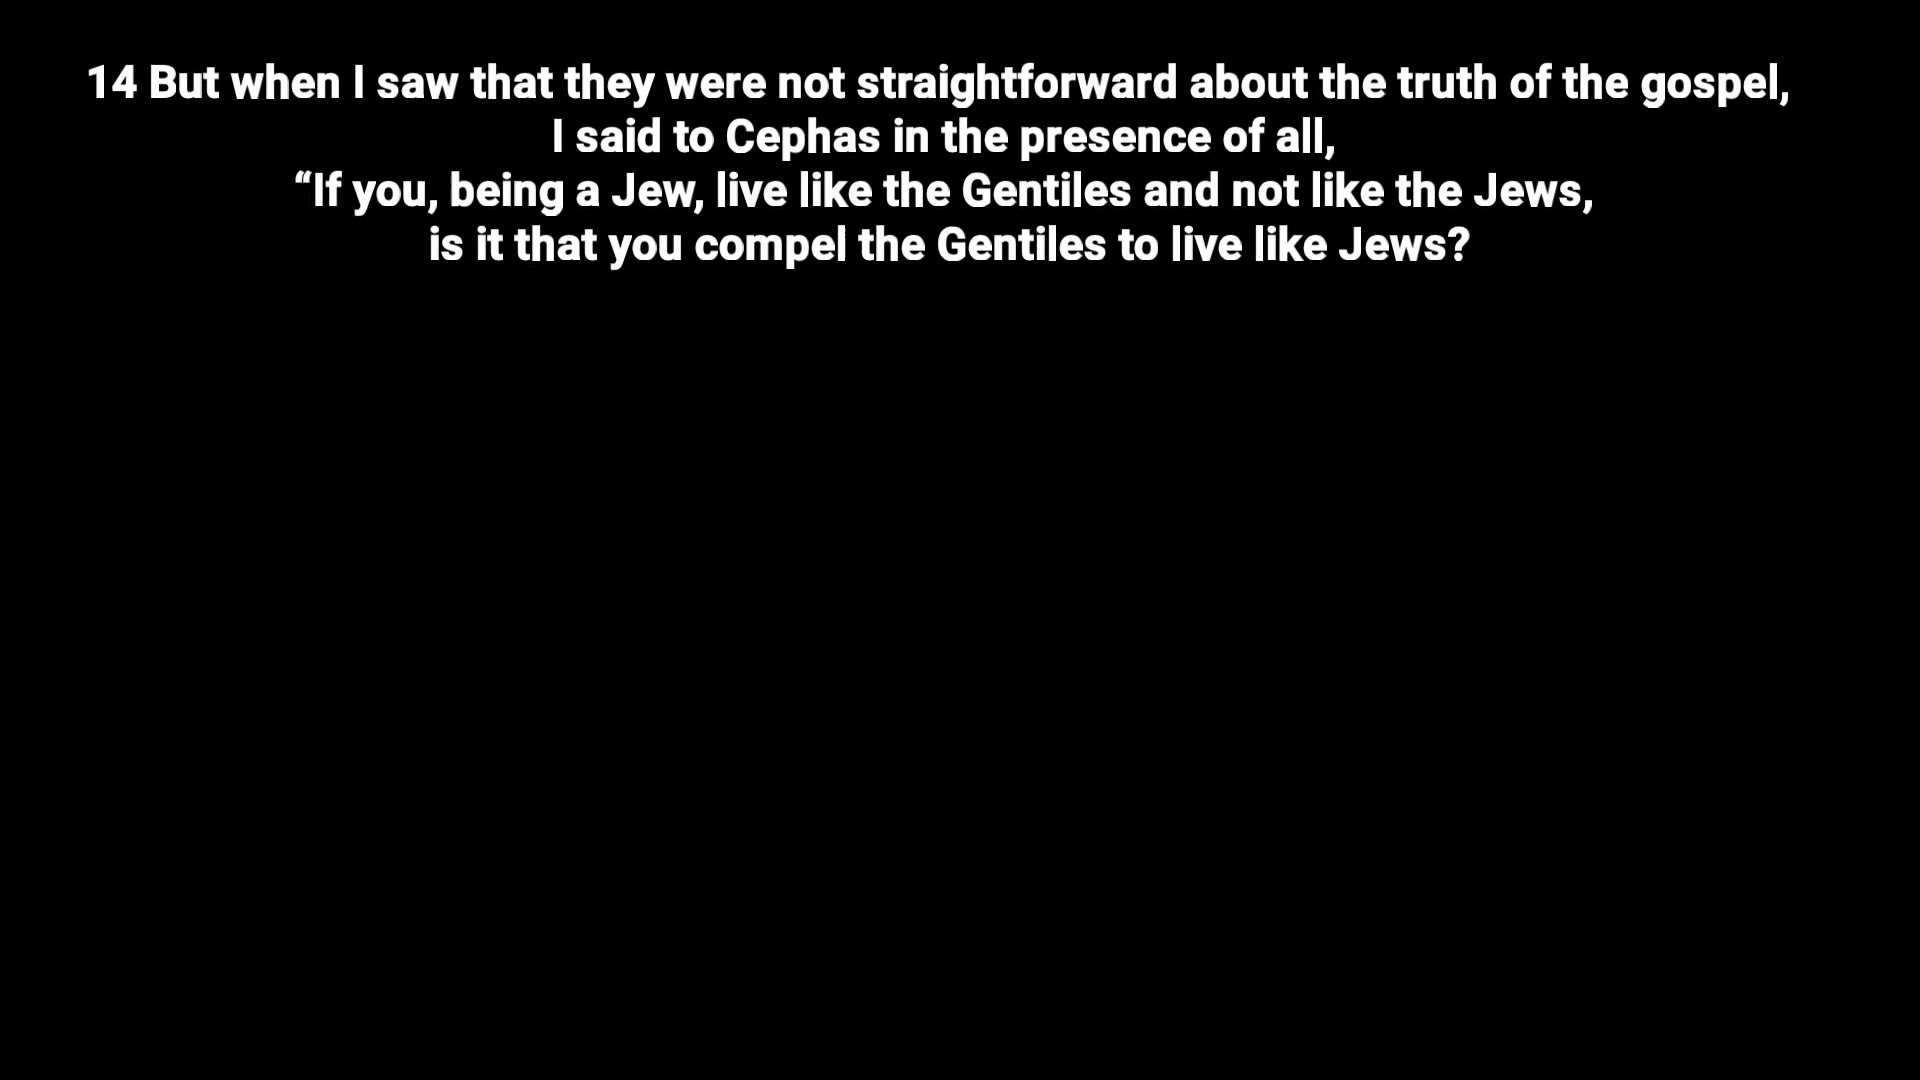 14 But when I saw that they were not straightforward about the truth of the gospel,
I said to Cephas in the presence of all,
“If you, being a Jew, live like the Gentiles and not like the Jews,
is it that you compel the Gentiles to live like Jews?